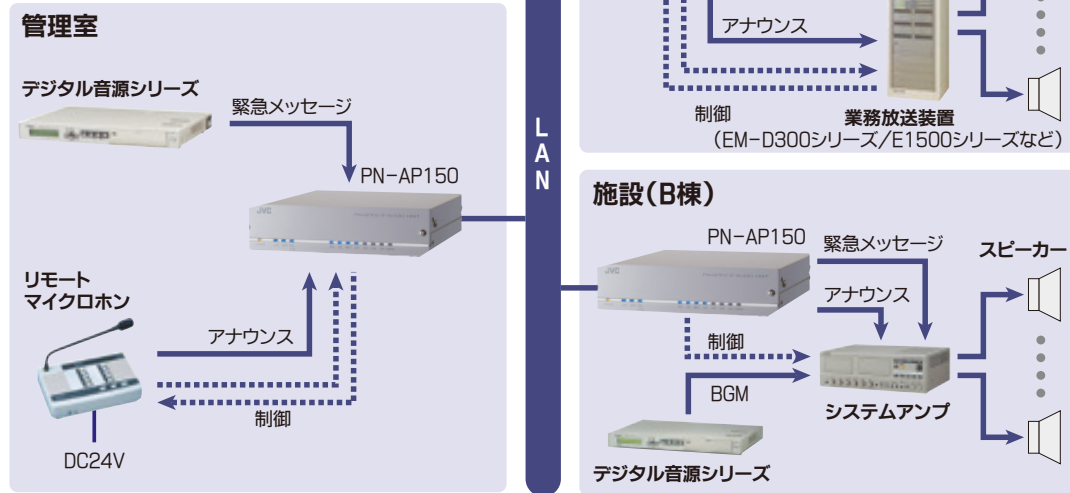 管理室
デジタル音源シリーズ
緊急メッセージ
PN-AP150
JVC
リモート
マイクロホン
アナウンス
制御
DC24V
LAN
アナウンス
制御
業務放送装置
(EM-D300シリーズ/E1500シリーズなど)
施設(B棟)
PN-AP150
緊急メッセージ
スピーカー
JVC
アナウンス
制御
BGM
システムアンプ
デジタル音源シリーズ